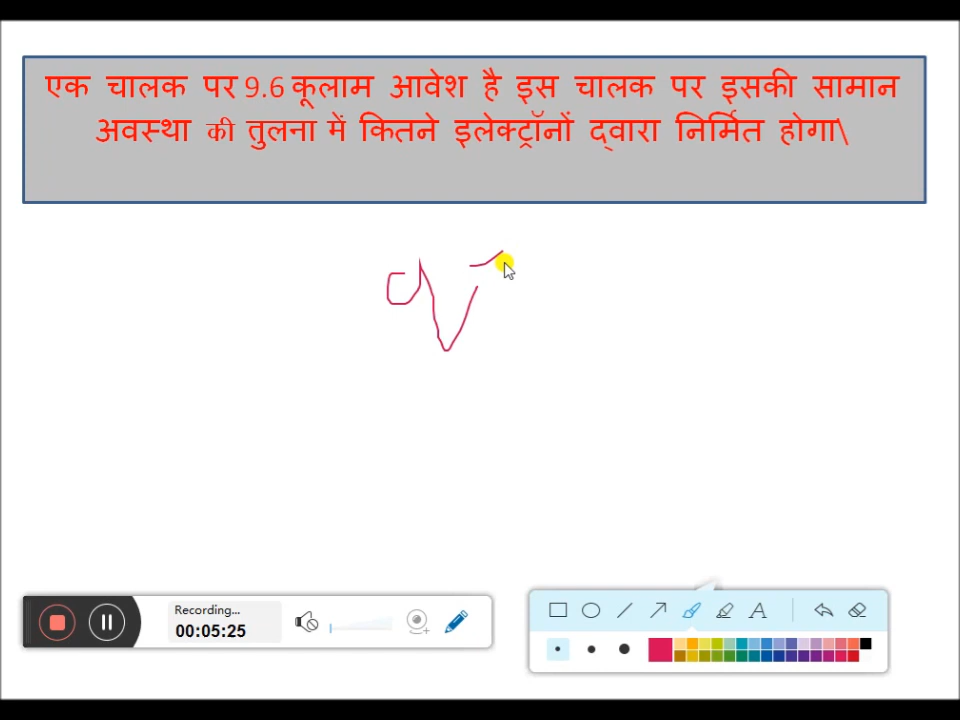 एक चालक पर 9.6 कूलाम आवेश है इस चालक पर इसकी सामान
अवस्था की तुलना में कितने इलेक्ट्रॉनों द्वारा निर्मित होगा\
Recording...
00:05:25
A